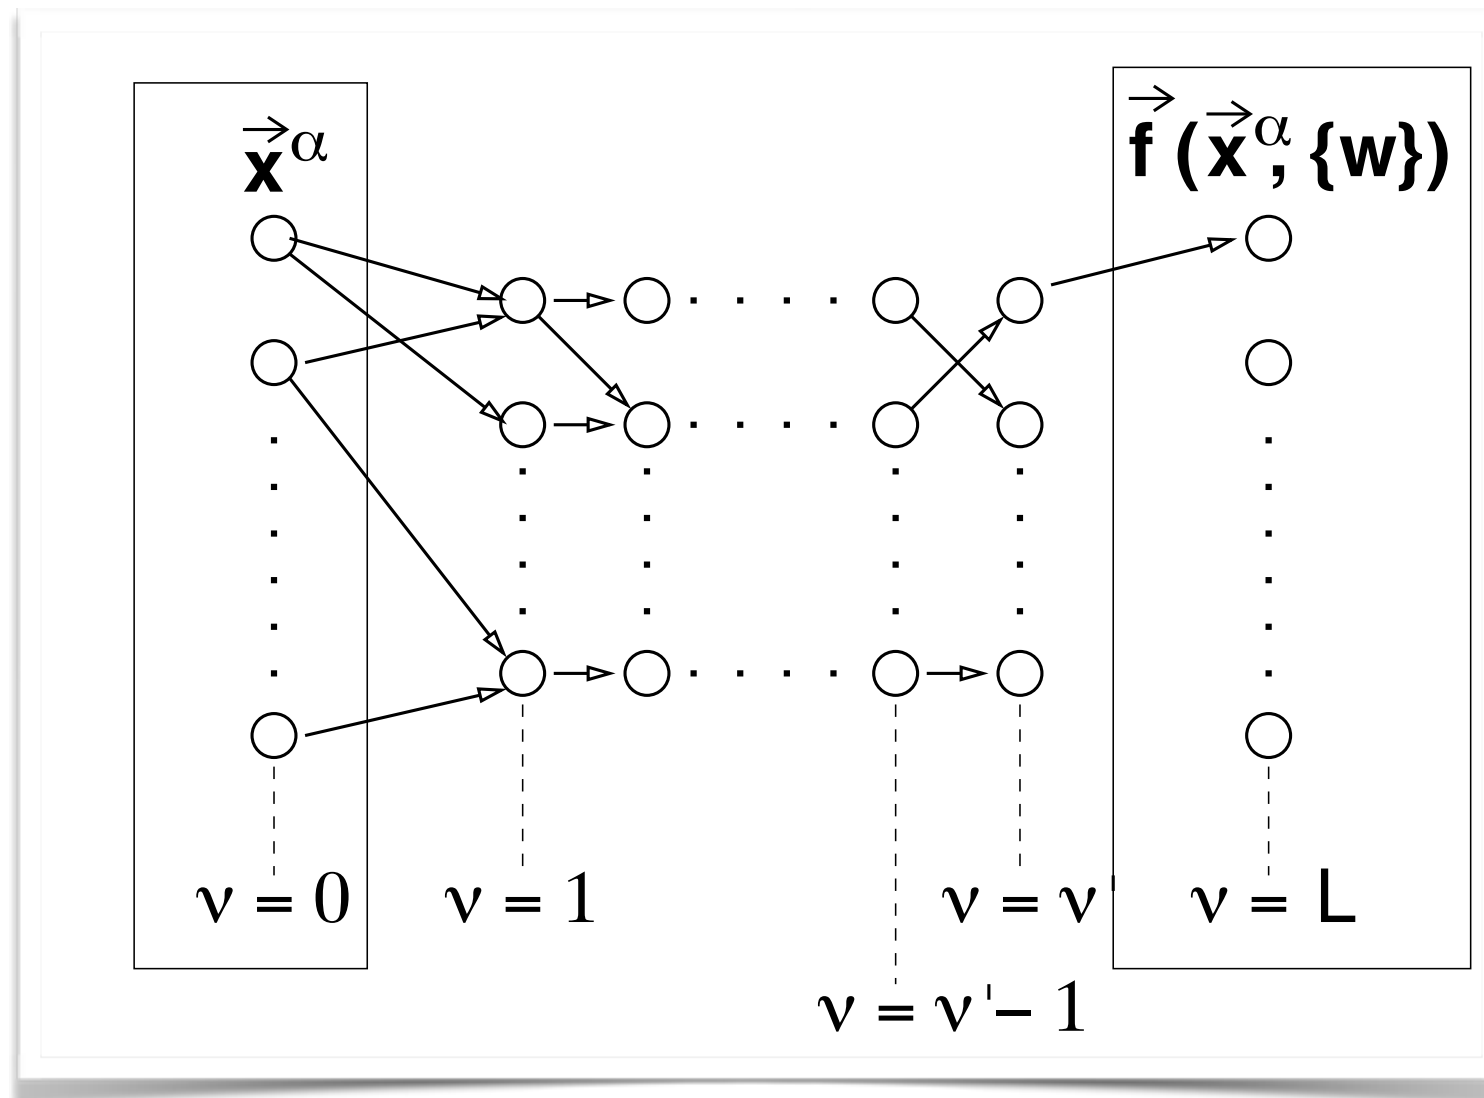 x⃗^α
f⃗ (x⃗^α, {w})
ν = 0
ν = 1
ν = ν'
ν = L
ν = ν' − 1